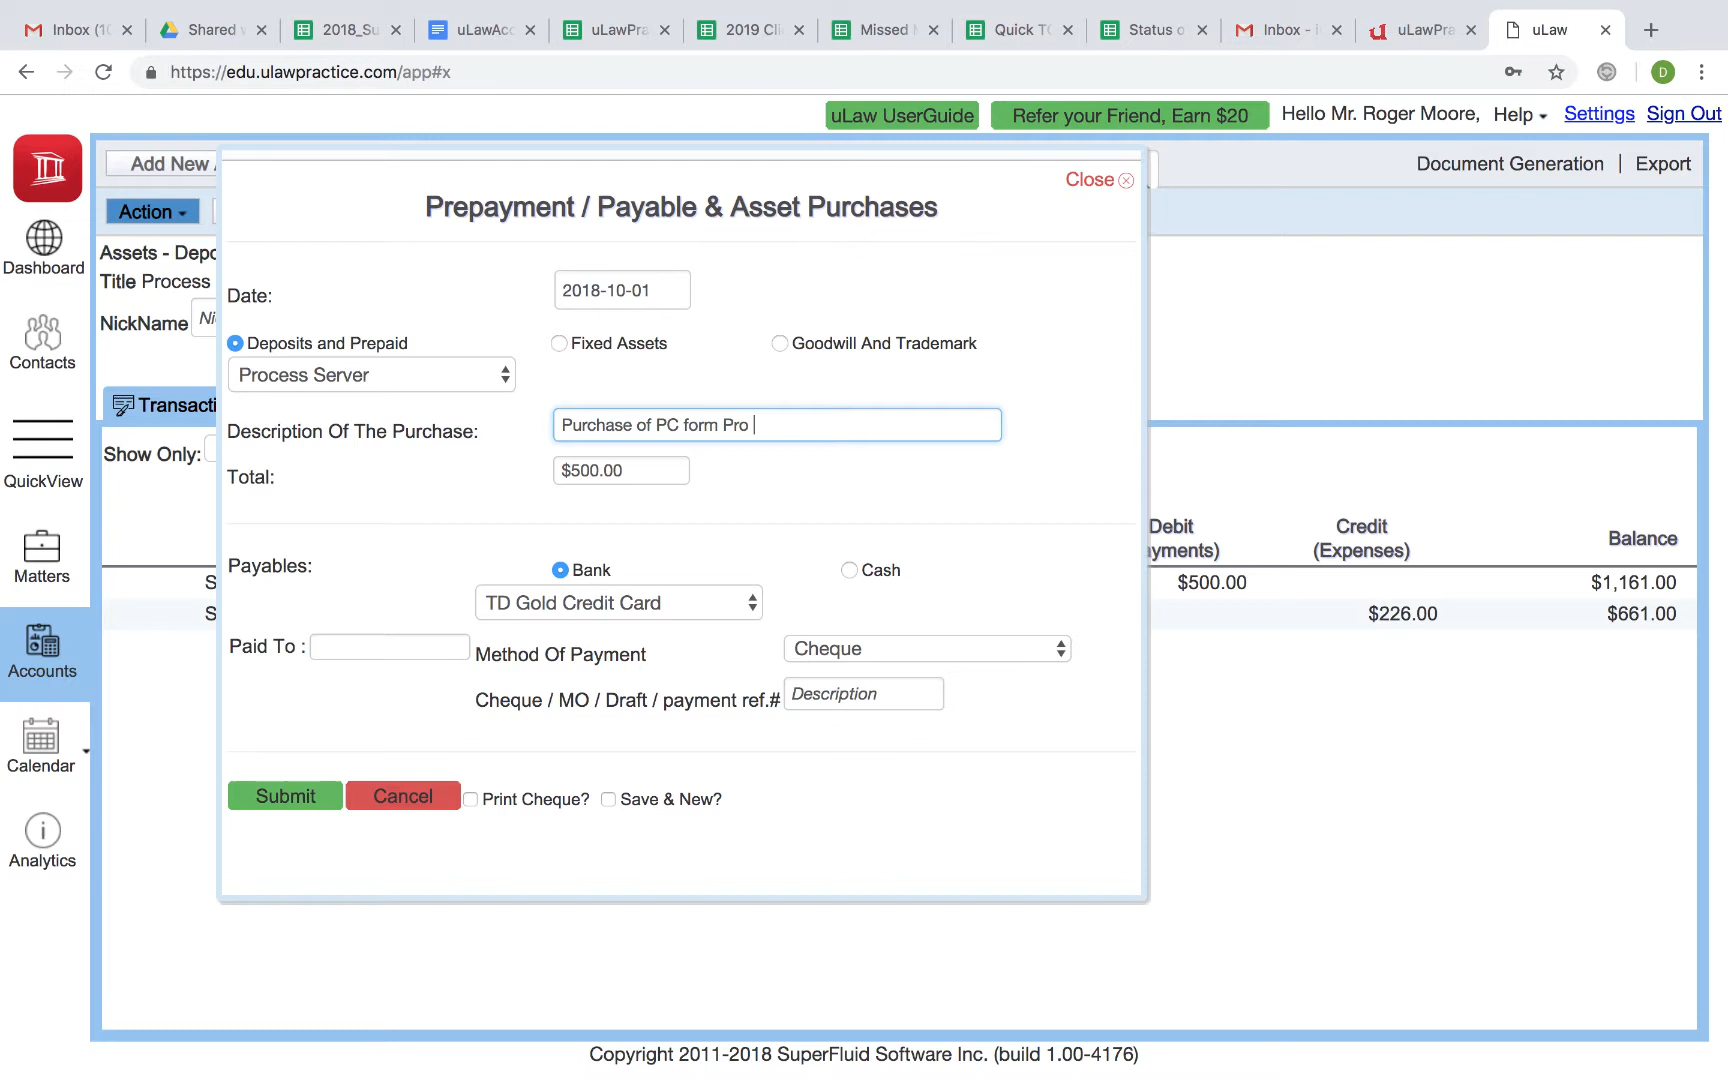 Inbox (10
Shared v
2018_Su
uLawAcc
uLawPra
2019 Cli
Missed
Quick TC
Status o
Inbox - i
uLawPra
uLaw
https://edu.ulawpractice.com/app#x
D
uLaw UserGuide
Refer your Friend, Earn $20
Hello Mr. Roger Moore,
Help
Settings
Sign Out
Add New
Document Generation | Export
Action
Close
Prepayment / Payable & Asset Purchases
Dashboard
Assets - Depo
Title Process
NickName
Ni
Date:
2018-10-01
Contacts
Deposits and Prepaid
Fixed Assets
Goodwill And Trademark
Process Server
Transacti
Description Of The Purchase:
Purchase of PC form Pro
Show Only:
Total:
$500.00
QuickView
Debit
Credit
Balance
yments)
(Expenses)
Payables:
Bank
Cash
Matters
S
$500.00
$1,161.00
TD Gold Credit Card
S
$226.00
$661.00
Paid To :
Method Of Payment
Cheque
Accounts
Cheque / MO / Draft / payment ref.#
Description
Calendar
Submit
Cancel
Print Cheque?
Save & New?
Analytics
Copyright 2011-2018 SuperFluid Software Inc. (build 1.00-4176)